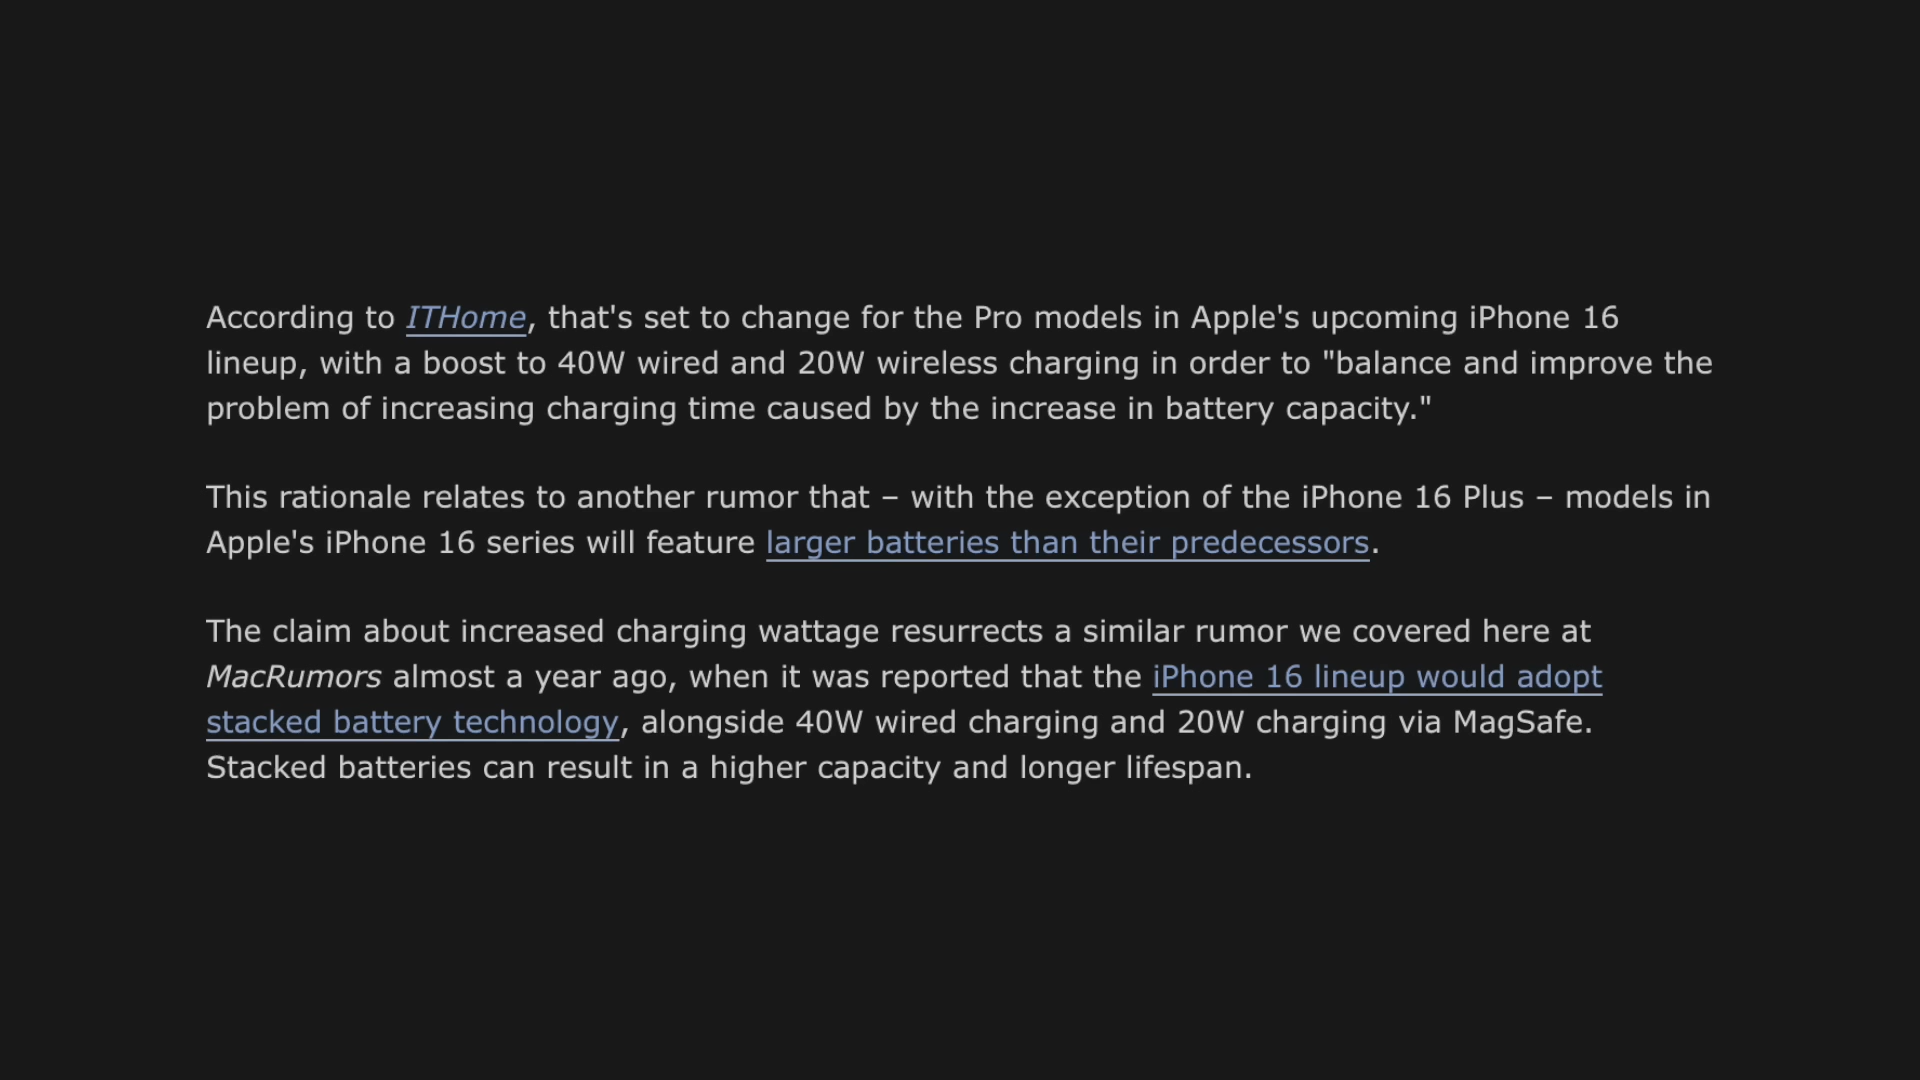 According to ITHome, that's set to change for the Pro models in Apple's upcoming iPhone 16
lineup, with a boost to 40W wired and 20W wireless charging in order to "balance and improve the
problem of increasing charging time caused by the increase in battery capacity."
This rationale relates to another rumor that – with the exception of the iPhone 16 Plus – models in
Apple's iPhone 16 series will feature larger batteries than their predecessors.
The claim about increased charging wattage resurrects a similar rumor we covered here at
MacRumors almost a year ago, when it was reported that the iPhone 16 lineup would adopt
stacked battery technology, alongside 40W wired charging and 20W charging via MagSafe.
Stacked batteries can result in a higher capacity and longer lifespan.